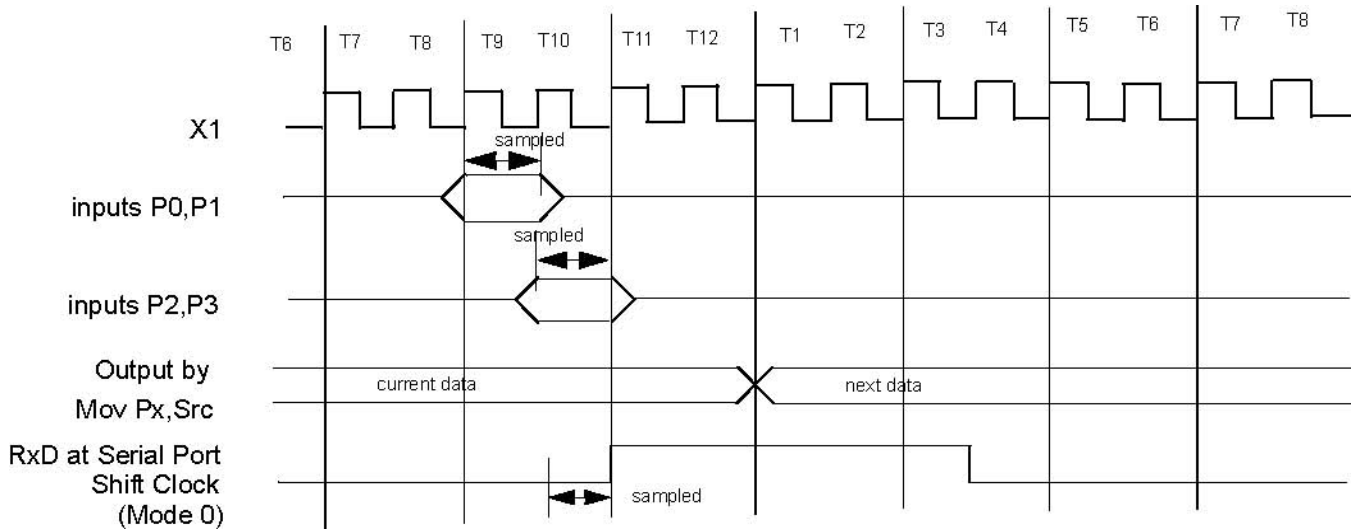 T6 T7 T8 T9 T10 T11 T12 T1 T2 T3 T4 T5 T6 T7 T8
X1
sampled
inputs P0,P1
sampled
inputs P2,P3
Output by
Mov Px,Src
current data
next data
RxD at Serial Port
Shift Clock
(Mode 0)
sampled